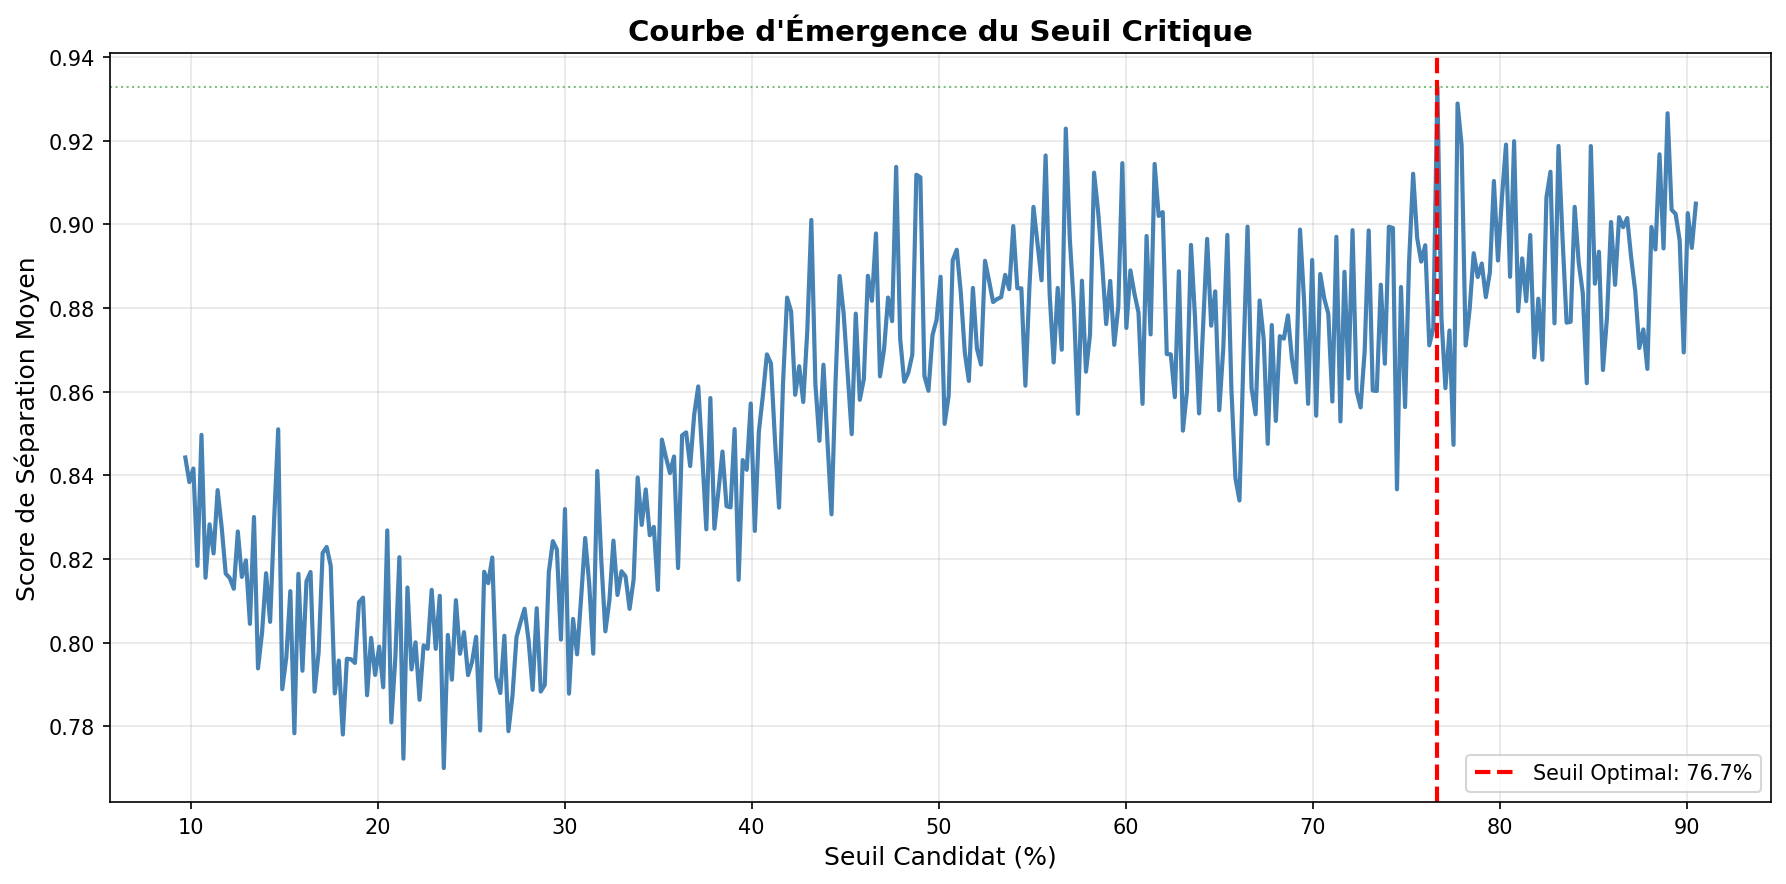 Courbe d'Émergence du Seuil Critique
Score de Séparation Moyen
0.94
0.92
0.90
0.88
0.86
0.84
0.82
0.80
0.78
Seuil Optimal: 76.7%
10 20 30 40 50 60 70 80 90
Seuil Candidat (%)